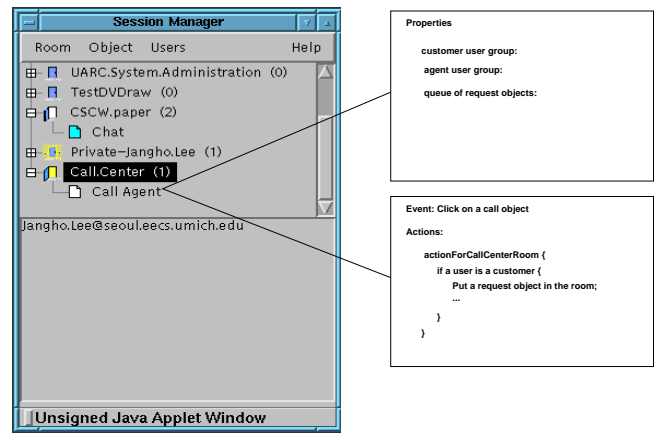 Session Manager
Room Object Users Help
UARC.System.Administration (0)
TestDVDraw (0)
CSCW.paper (2)
Chat
Private-Jangho.Lee (1)
Call.Center (1)
Call Agent
Jangho.Lee@seoul.eecs.umich.edu
Unsigned Java Applet Window
Properties
customer user group:
agent user group:
queue of request objects:
Event: Click on a call object
Actions:
actionForCallCenterRoom {
if a user is a customer {
Put a request object in the room;
...
}
}